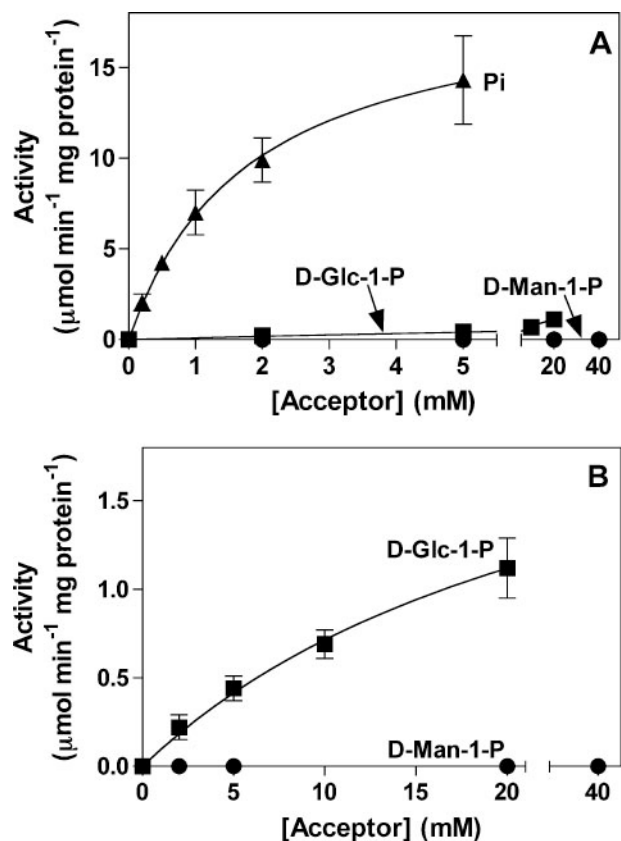 A
Activity
(μmol min⁻¹ mg protein⁻¹)
15
10
5
0
Pi
D-Glc-1-P
D-Man-1-P
0 1 2 3 4 5 20 40
[Acceptor] (mM)
B
Activity
(μmol min⁻¹ mg protein⁻¹)
1.5
1.0
0.5
0.0
D-Glc-1-P
D-Man-1-P
0 5 10 15 20 40
[Acceptor] (mM)